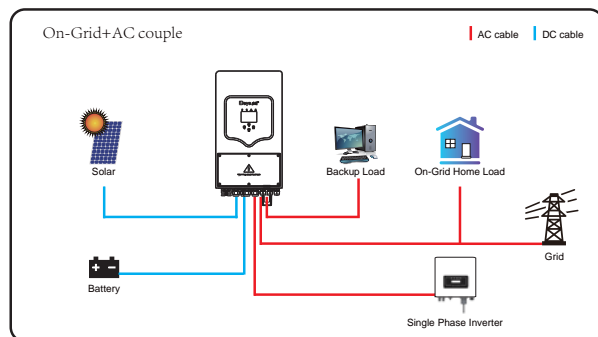 On-Grid+AC couple
AC cable
DC cable
Solar
Backup Load
On-Grid Home Load
Grid
Battery
Single Phase Inverter